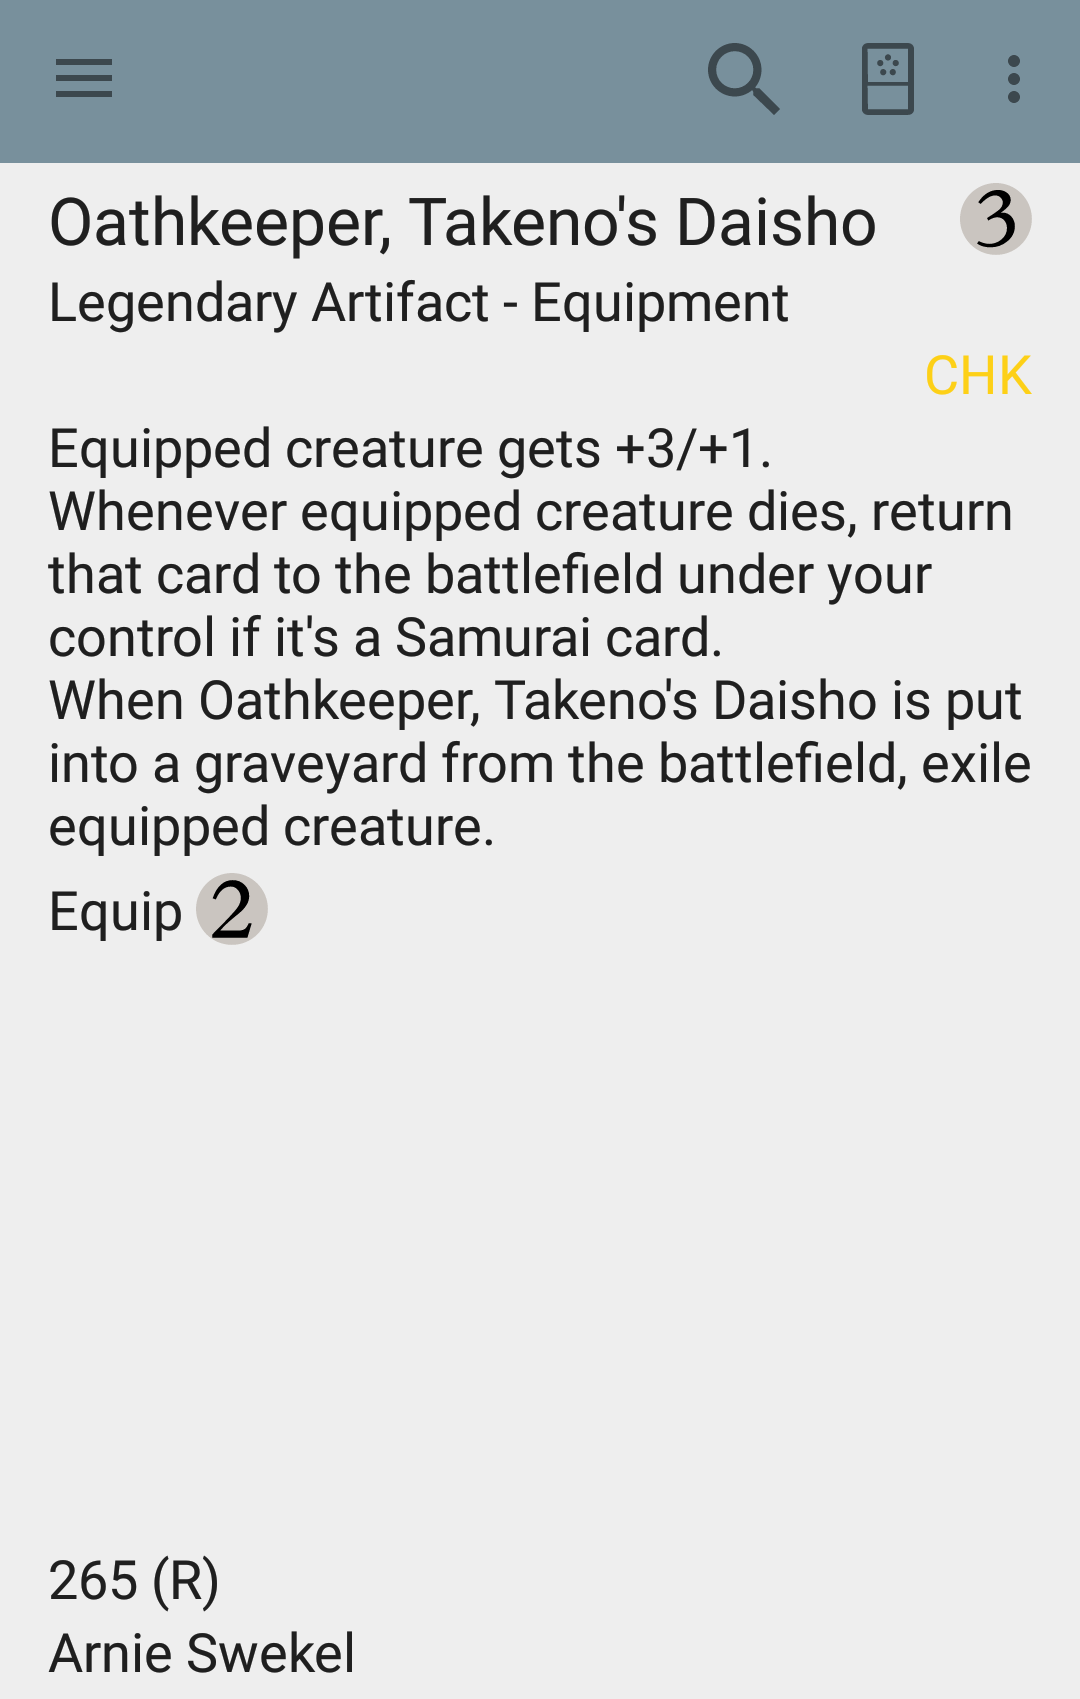 Oathkeeper, Takeno's Daisho 3
Legendary Artifact - Equipment
CHK
Equipped creature gets +3/+1.
Whenever equipped creature dies, return
that card to the battlefield under your
control if it's a Samurai card.
When Oathkeeper, Takeno's Daisho is put
into a graveyard from the battlefield, exile
equipped creature.
Equip 2
265 (R)
Arnie Swekel